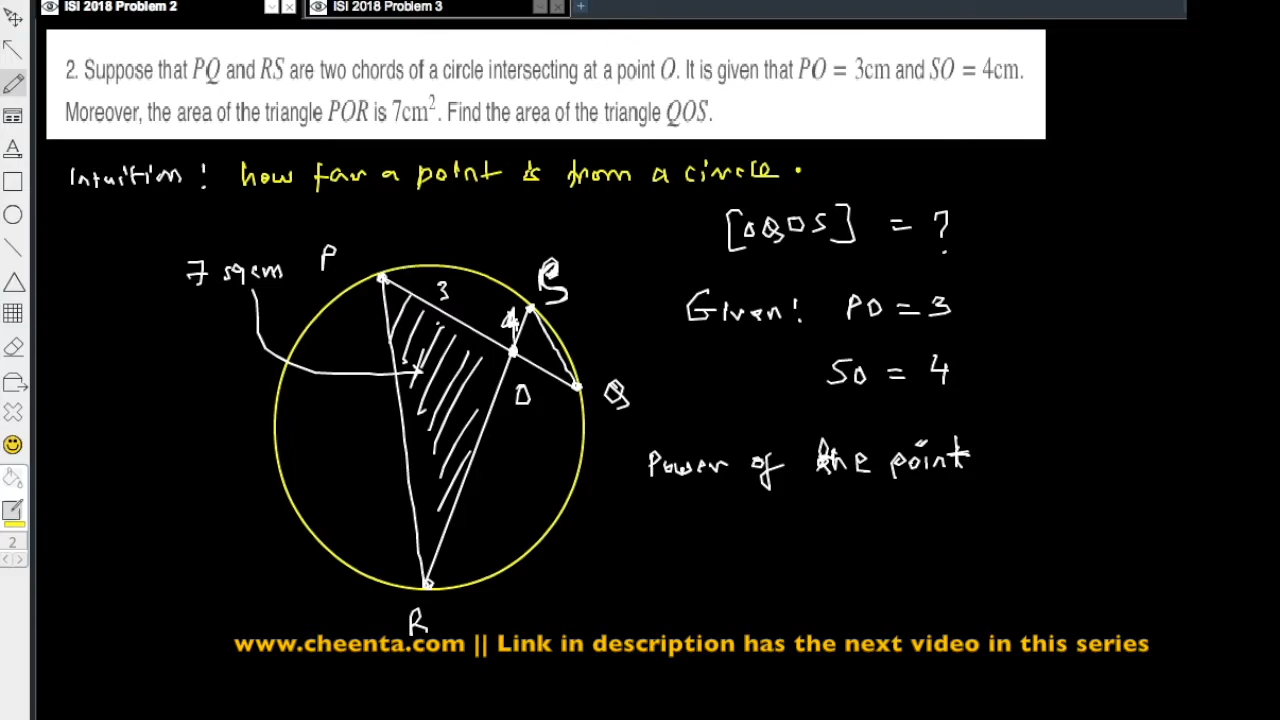 ISI 2018 Problem 2
ISI 2018 Problem 3
2. Suppose that PQ and RS are two chords of a circle intersecting at a point O. It is given that PO = 3cm and SO = 4cm.
Moreover, the area of the triangle POR is 7cm². Find the area of the triangle QOS.
Intuition! how far a point is from a circle.
[ΔQOS] = ?
P
7 sqcm
3
S
Given! PO = 3
4
SO = 4
O
Q
Power of the point
R
www.cheenta.com || Link in description has the next video in this series
A
2